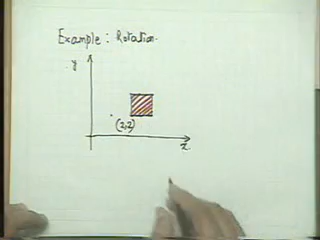 Example: Rotation.
y
(2,2)
x.